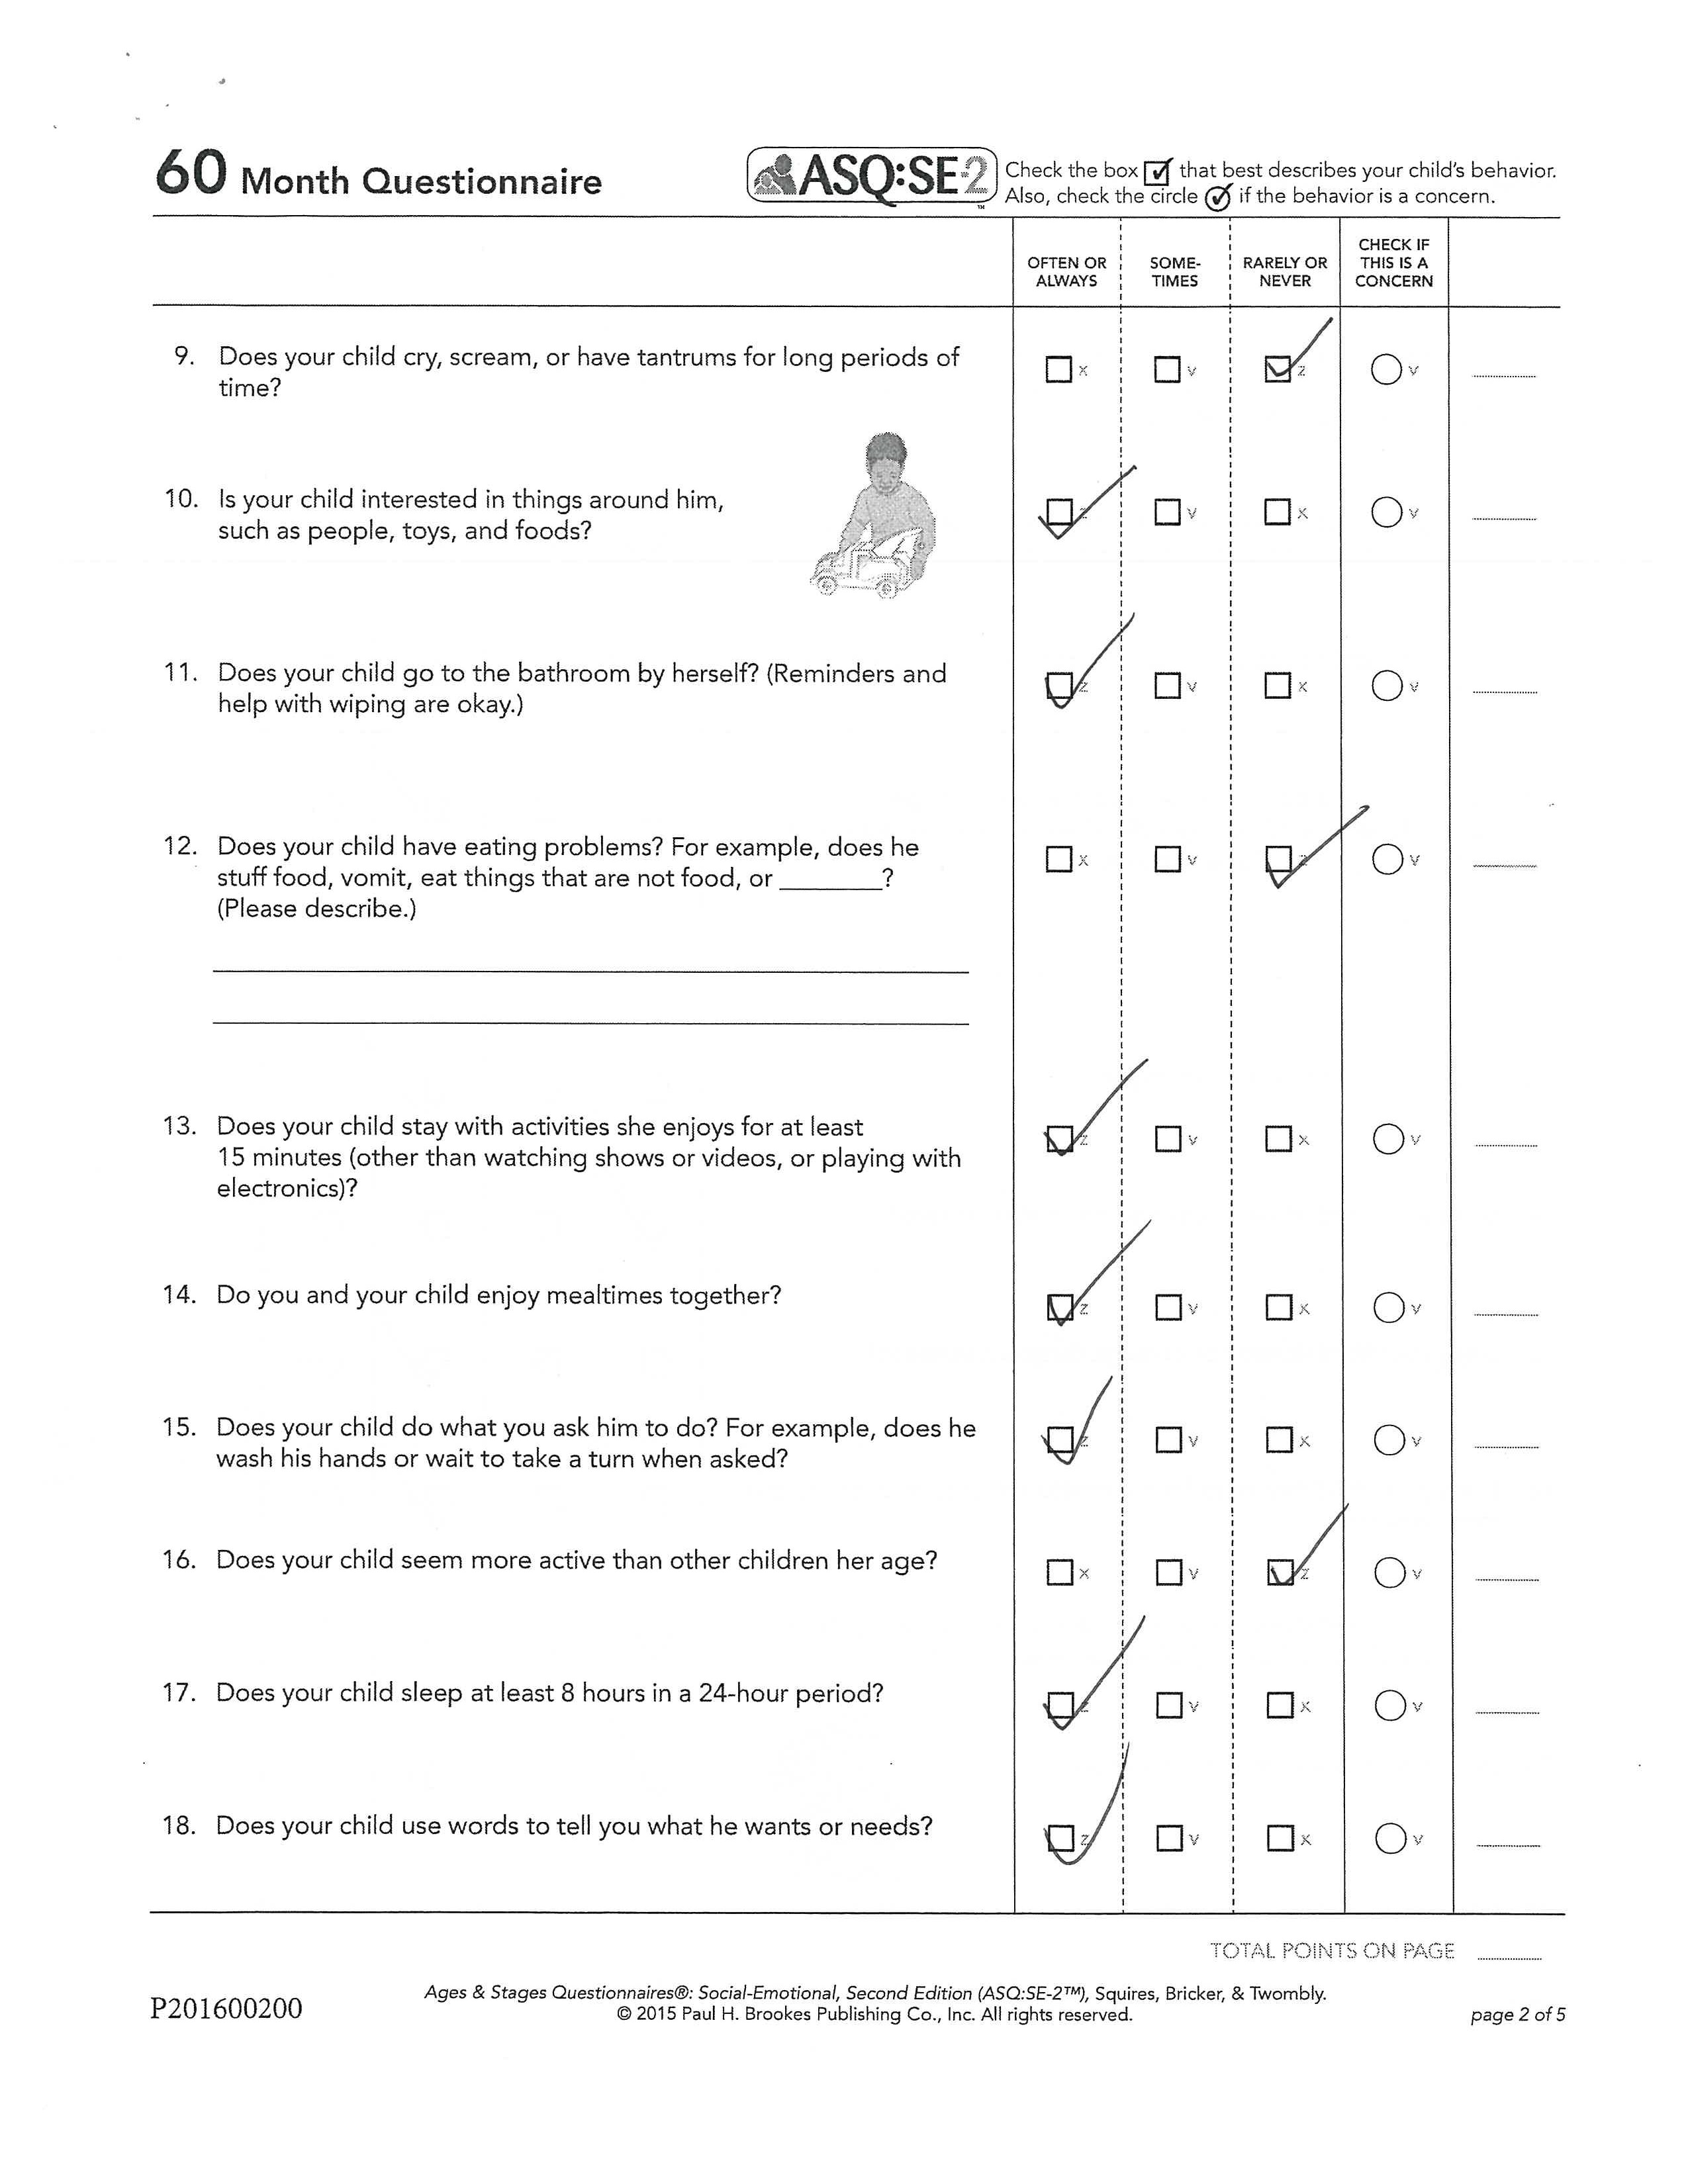 60 Month Questionnaire
ASQ:SE-2™
Check the box ☑ that best describes your child's behavior.
Also, check the circle ✓ if the behavior is a concern.
OFTEN OR ALWAYS
SOME-TIMES
RARELY OR NEVER
CHECK IF THIS IS A CONCERN
9. Does your child cry, scream, or have tantrums for long periods of
time?
☐ x ☐ v ☑ z ○ v
10. Is your child interested in things around him,
such as people, toys, and foods?
☑ z ☐ v ☐ x ○ v
11. Does your child go to the bathroom by herself? (Reminders and
help with wiping are okay.)
☑ z ☐ v ☐ x ○ v
12. Does your child have eating problems? For example, does he
stuff food, vomit, eat things that are not food, or ________?
(Please describe.)
☐ x ☐ v ☑ z ○ v
13. Does your child stay with activities she enjoys for at least
15 minutes (other than watching shows or videos, or playing with
electronics)?
☑ z ☐ v ☐ x ○ v
14. Do you and your child enjoy mealtimes together?
☑ z ☐ v ☐ x ○ v
15. Does your child do what you ask him to do? For example, does he
wash his hands or wait to take a turn when asked?
☑ z ☐ v ☐ x ○ v
16. Does your child seem more active than other children her age?
☐ x ☐ v ☑ z ○ v
17. Does your child sleep at least 8 hours in a 24-hour period?
☑ z ☐ v ☐ x ○ v
18. Does your child use words to tell you what he wants or needs?
☑ z ☐ v ☐ x ○ v
TOTAL POINTS ON PAGE
Ages & Stages Questionnaires®: Social-Emotional, Second Edition (ASQ:SE-2™), Squires, Bricker, & Twombly.
P201600200
© 2015 Paul H. Brookes Publishing Co., Inc. All rights reserved.
page 2 of 5